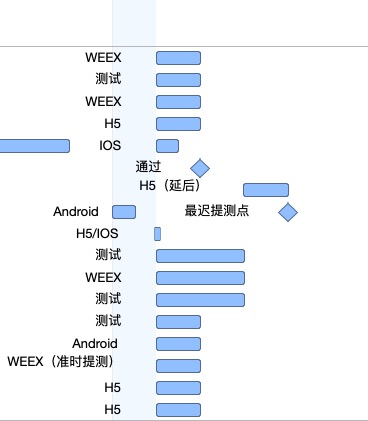 WEEX
测试
WEEX
H5
IOS
通过
H5（延后）
Android 最迟提测点
H5/IOS
测试
WEEX
测试
测试
Android
WEEX（准时提测）
H5
H5